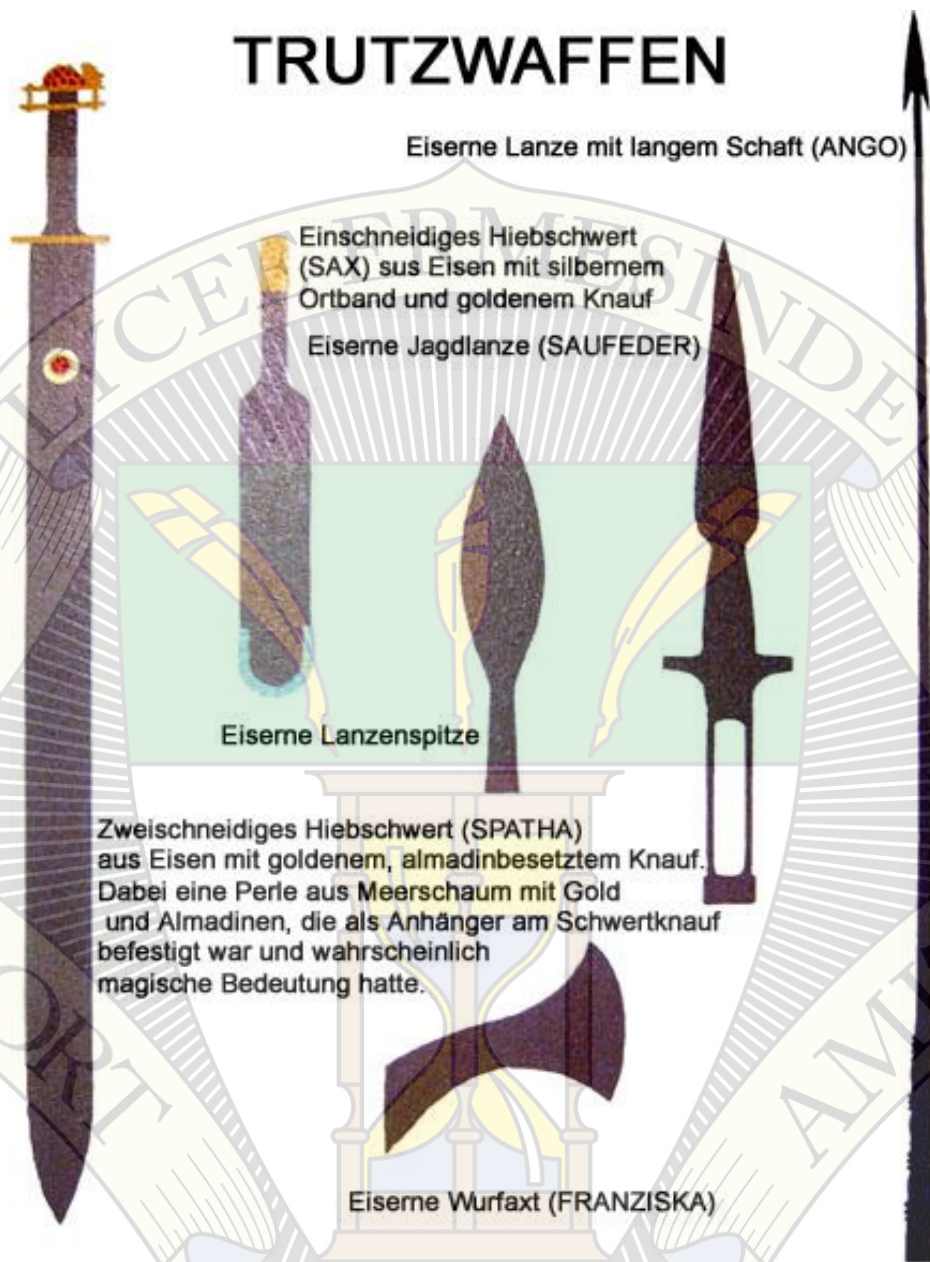 TRUTZWAFFEN
Eiserne Lanze mit langem Schaft (ANGO)
Einschneidiges Hiebschwert
(SAX) sus Eisen mit silbernem
Ortband und goldenem Knauf
Eiserne Jagdlanze (SAUFEDER)
Eiserne Lanzenspitze
Zweischneidiges Hiebschwert (SPATHA)
aus Eisen mit goldenem, almadinbesetztem Knauf.
Dabei eine Perle aus Meerschaum mit Gold
und Almadinen, die als Anhänger am Schwertknauf
befestigt war und wahrscheinlich
magische Bedeutung hatte.
Eiserne Wurfaxt (FRANZISKA)